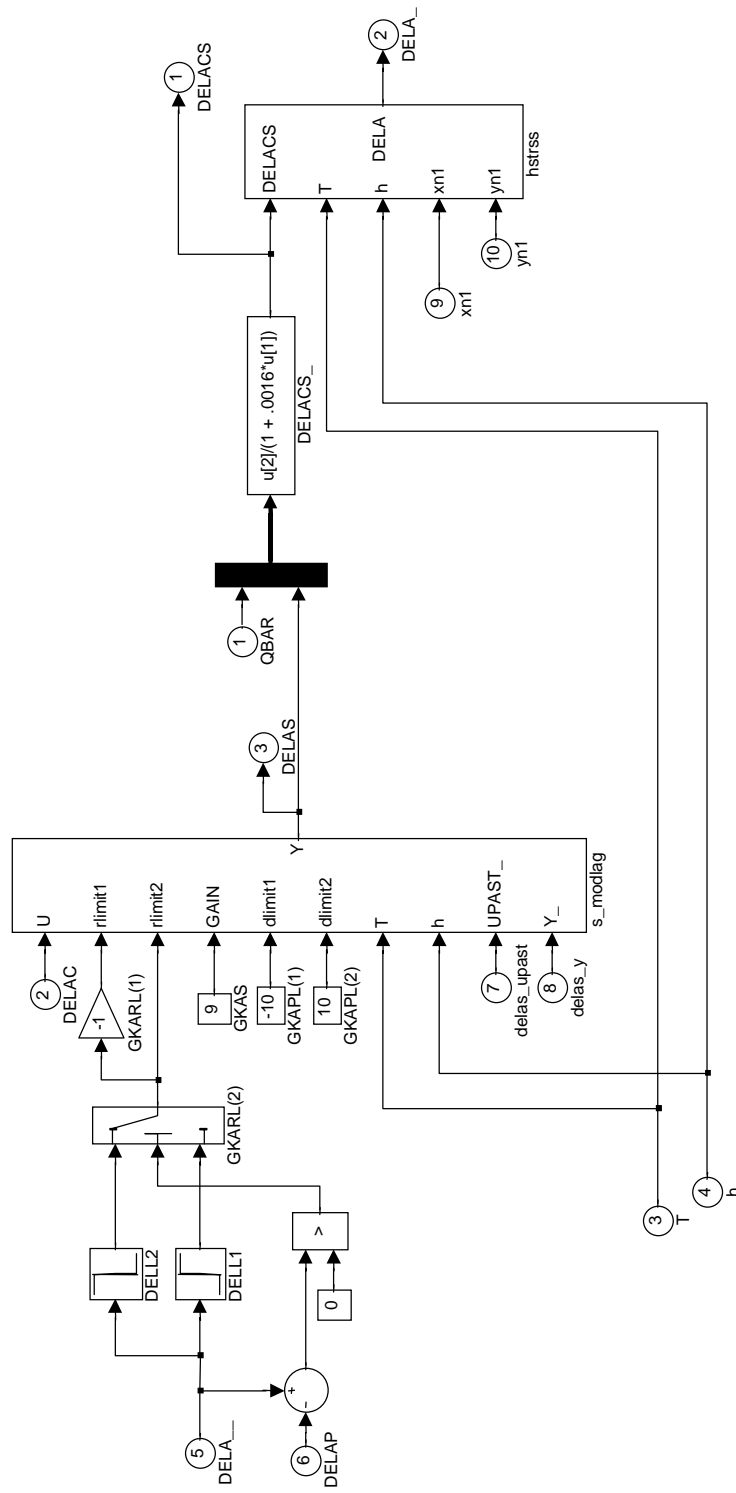 5
DELA__
6
DELAP
+
-
DELL2
DELL1
0
>
GKARL(2)
-1
GKARL(1)
2
DELAC
9
GKAS
-10
GKAPL(1)
10
GKAPL(2)
7
delas_upast
8
delas_y
3
T
4
h
U
rlimit1
rlimit2
GAIN
dlimit1
dlimit2
T
h
UPAST_
Y_
Y
s_modlag
3
DELAS
1
QBAR
u[2]/(1 + .0016*u[1])
DELACS_
1
DELACS
9
xn1
10
yn1
DELACS
T
h
xn1
yn1
DELA
hstrss
2
DELA_